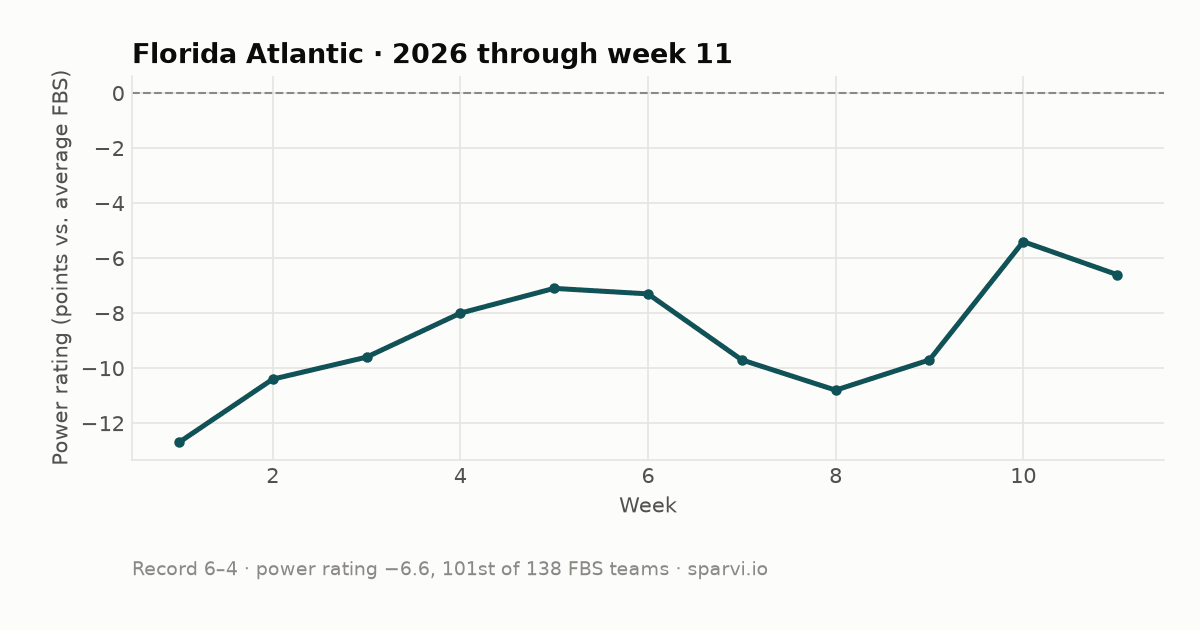 Florida Atlantic · 2026 through week 11
Power rating (points vs. average FBS)
0
−2
−4
−6
−8
−10
−12
2 4 6 8 10
Week
Record 6–4 · power rating −6.6, 101st of 138 FBS teams · sparvi.io